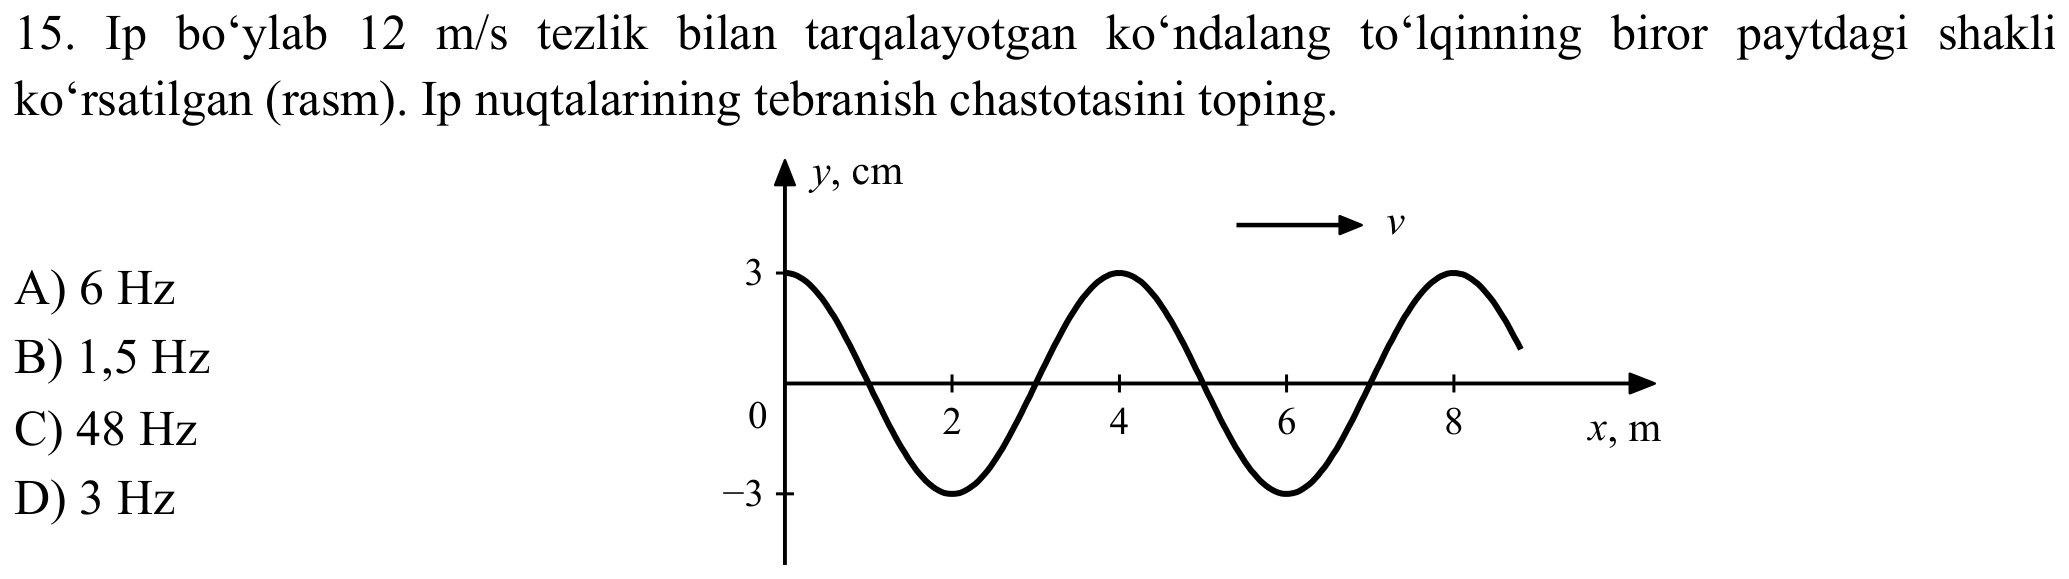 15. Ip bo‘ylab 12 m/s tezlik bilan tarqalayotgan ko‘ndalang to‘lqinning biror paytdagi shakli
ko‘rsatilgan (rasm). Ip nuqtalarining tebranish chastotasini toping.
A) 6 Hz
B) 1,5 Hz
C) 48 Hz
D) 3 Hz
y, cm
v
3
0
2
4
6
8
x, m
−3